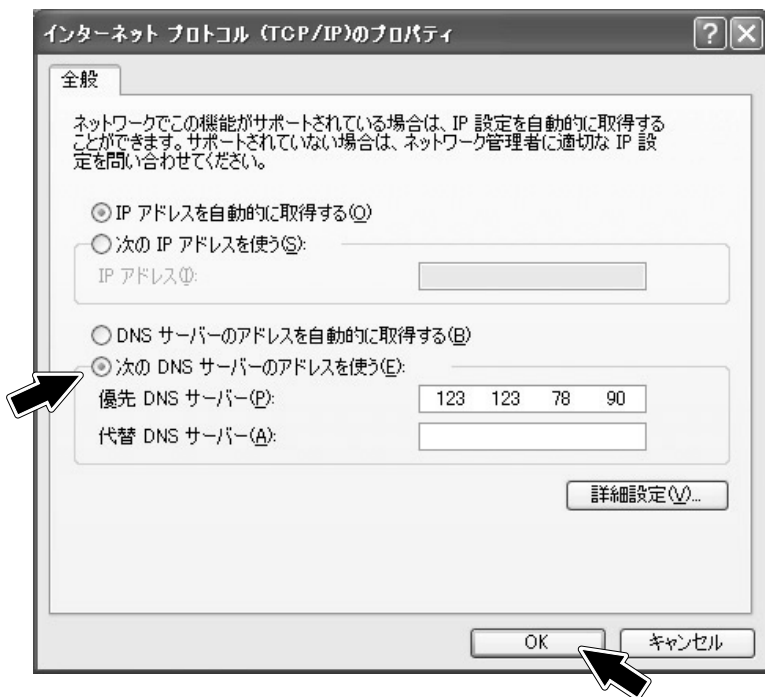 インターネット プロトコル (TCP/IP)のプロパティ
全般
ネットワークでこの機能がサポートされている場合は、IP 設定を自動的に取得する
ことができます。サポートされていない場合は、ネットワーク管理者に適切な IP 設
定を問い合わせてください。
IP アドレスを自動的に取得する(O)
次の IP アドレスを使う(S):
IP アドレス(I):
DNS サーバーのアドレスを自動的に取得する(B)
次の DNS サーバーのアドレスを使う(E):
優先 DNS サーバー(P): 123 123 78 90
代替 DNS サーバー(A):
詳細設定(V)...
OK キャンセル